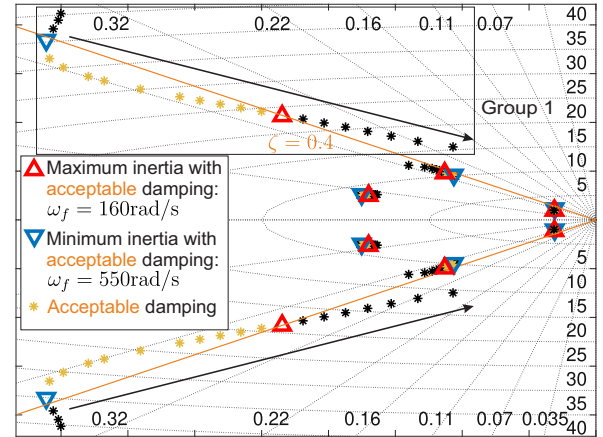 0.32 0.22 0.16 0.11 0.07 40
35
30
25
Group 1
20
ζ = 0.4
15
10
5
Maximum inertia with
acceptable damping:
ω_f = 160rad/s
Minimum inertia with
acceptable damping:
ω_f = 550rad/s
Acceptable damping
5
10
15
20
25
30
35
0.32 0.22 0.16 0.11 0.07 0.035
40